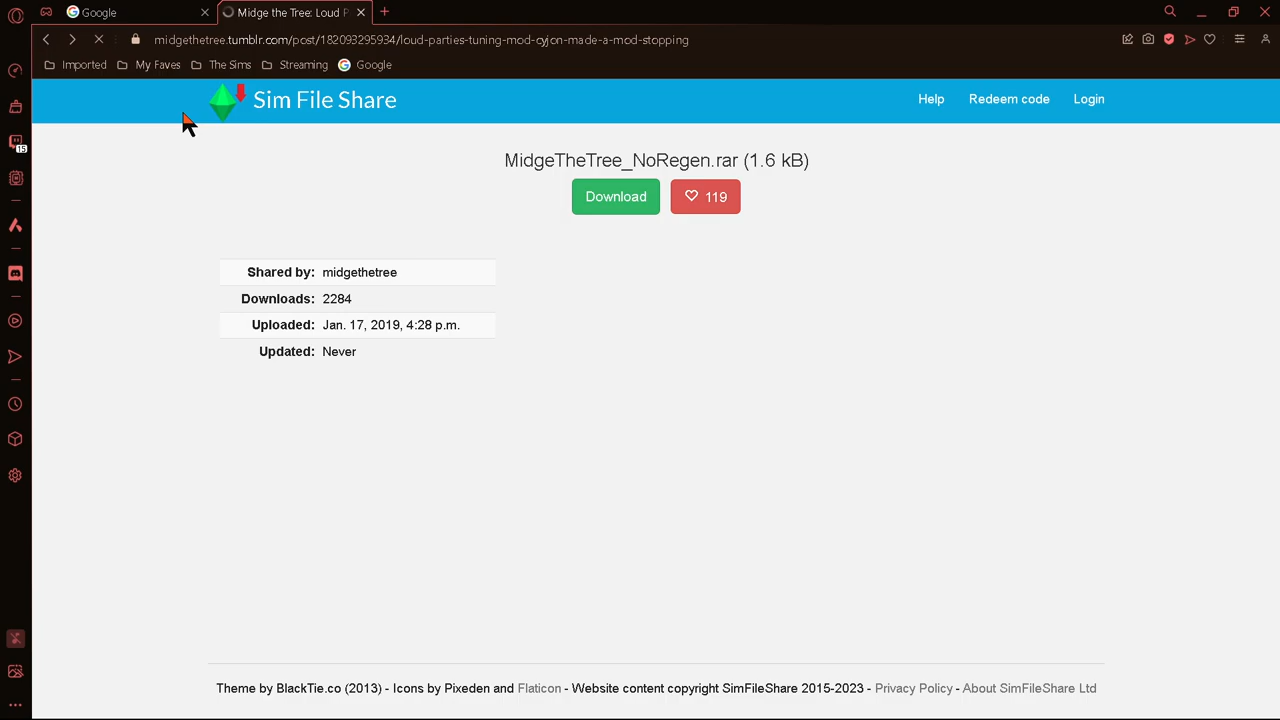 Google
Midge the Tree: Loud P
midgethetree.tumblr.com/post/182093295934/loud-parties-tuning-mod-cyjon-made-a-mod-stopping
Imported
My Faves
The Sims
Streaming
Google
Sim File Share
Help
Redeem code
Login
15
MidgeTheTree_NoRegen.rar (1.6 kB)
Download
119
Shared by: midgethetree
Downloads: 2284
Uploaded: Jan. 17, 2019, 4:28 p.m.
Updated: Never
Theme by BlackTie.co (2013) - Icons by Pixeden and Flaticon - Website content copyright SimFileShare 2015-2023 - Privacy Policy - About SimFileShare Ltd